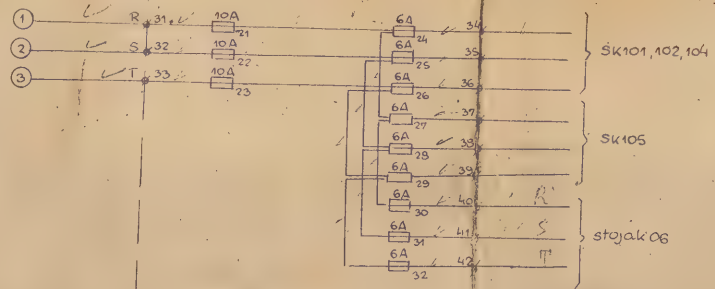 1 R 31 10A 21 6A 24 34
2 S 32 10A 22 6A 25 35
3 T 33 10A 23 6A 26 36
SK101, 102, 104
6A 27 37
6A 28 38
6A 29 39
SK105
6A 30 40 R
6A 31 41 S
6A 32 42 T
stojak 06